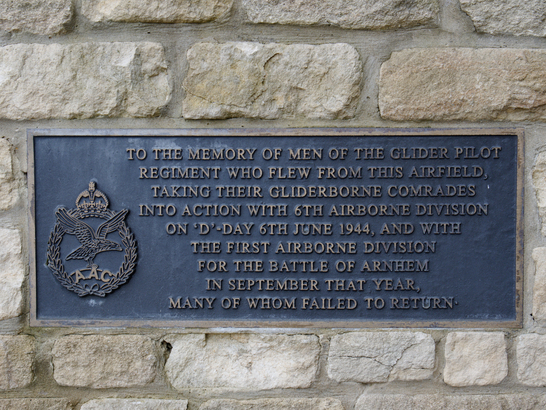 TO THE MEMORY OF MEN OF THE GLIDER PILOT
REGIMENT WHO FLEW FROM THIS AIRFIELD,
TAKING THEIR GLIDERBORNE COMRADES
INTO ACTION WITH 6TH AIRBORNE DIVISION
ON 'D'-DAY 6TH JUNE 1944, AND WITH
THE FIRST AIRBORNE DIVISION
FOR THE BATTLE OF ARNHEM
IN SEPTEMBER THAT YEAR,
MANY OF WHOM FAILED TO RETURN.
AAC